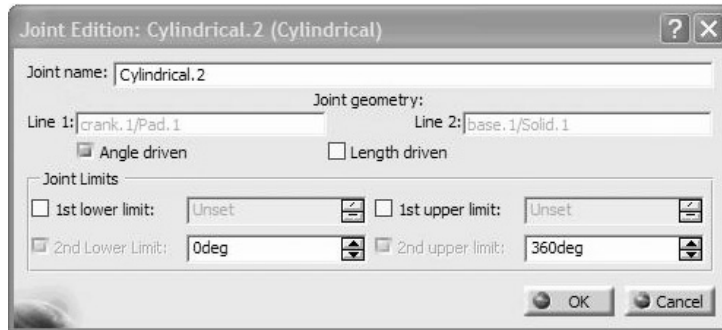 Joint Edition: Cylindrical.2 (Cylindrical)
Joint name: Cylindrical.2
Joint geometry:
Line 1: crank.1/Pad.1 Line 2: base.1/Solid.1
Angle driven Length driven
Joint Limits
1st lower limit: Unset 1st upper limit: Unset
2nd Lower Limit: 0deg 2nd upper limit: 360deg
OK Cancel